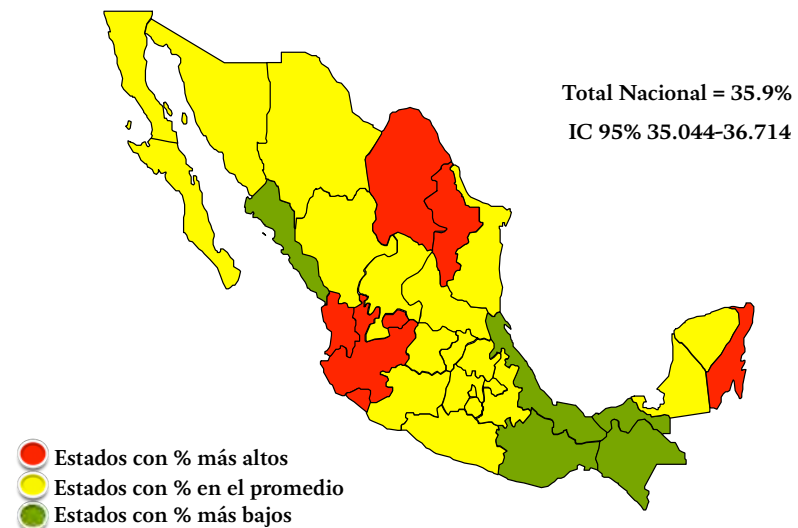 Total Nacional = 35.9%
IC 95% 35.044-36.714
Estados con % más altos
Estados con % en el promedio
Estados con % más bajos